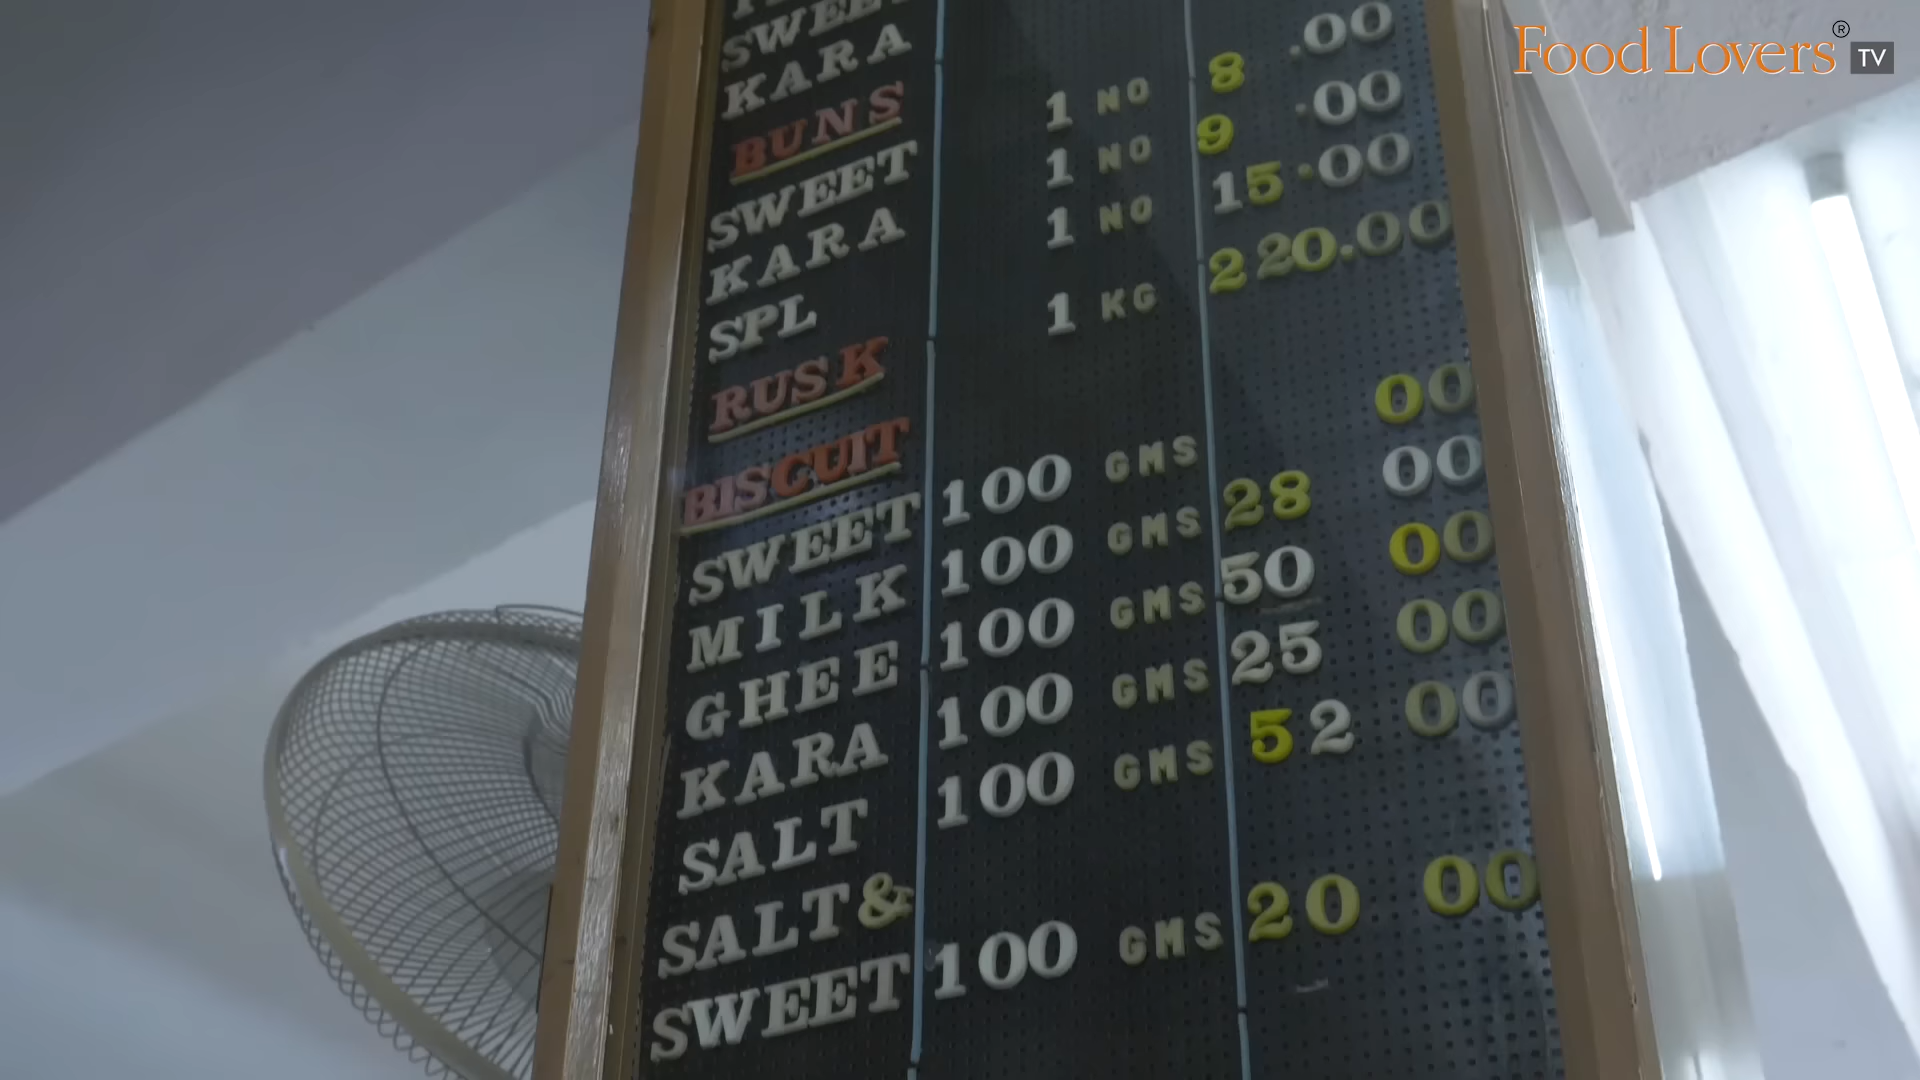 SWEET
KARA
BUNS
SWEET 1 NO 8 .00
KARA 1 NO 9 .00
SPL 1 NO 15.00
RUSK 1 KG 220.00
BISCUIT
SWEET 100 GMS 00
MILK 100 GMS 28 00
GHEE 100 GMS 50 00
KARA 100 GMS 25 00
SALT 100 GMS 52 00
SALT &
SWEET 100 GMS 20 00
Food Lovers® TV